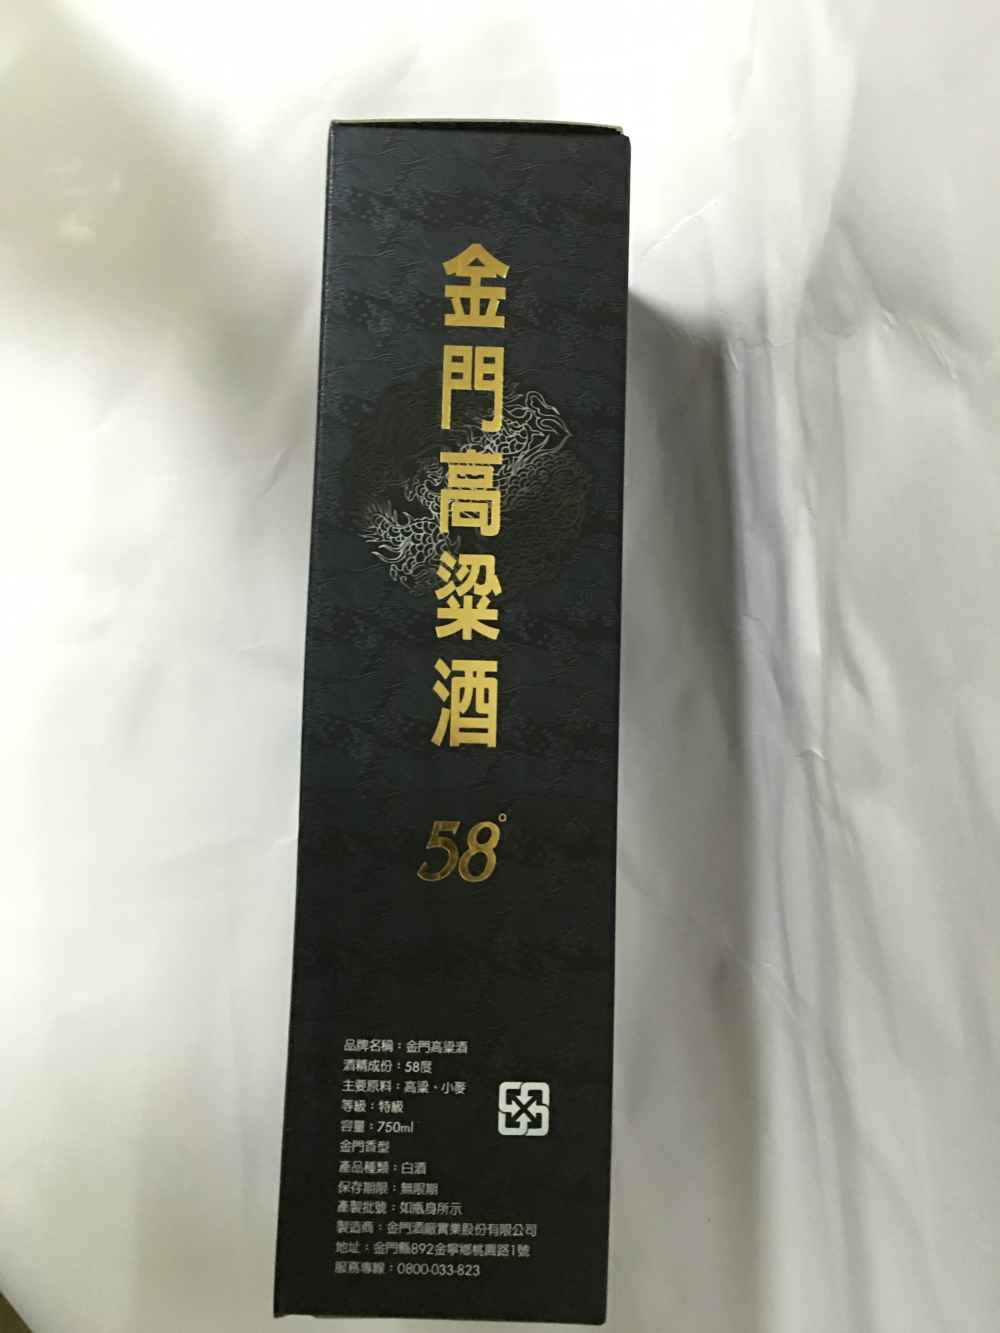 金門高粱酒
58°
品牌名稱：金門高粱酒
酒精成份：58度
主要原料：高粱、小麥
等級：特級
容量：750ml
金門香型
產品種類：白酒
保存期限：無限期
產製批號：如瓶身所示
製造商：金門酒廠實業股份有限公司
地址：金門縣892金寧鄉桃園路1號
服務專線：0800-033-823